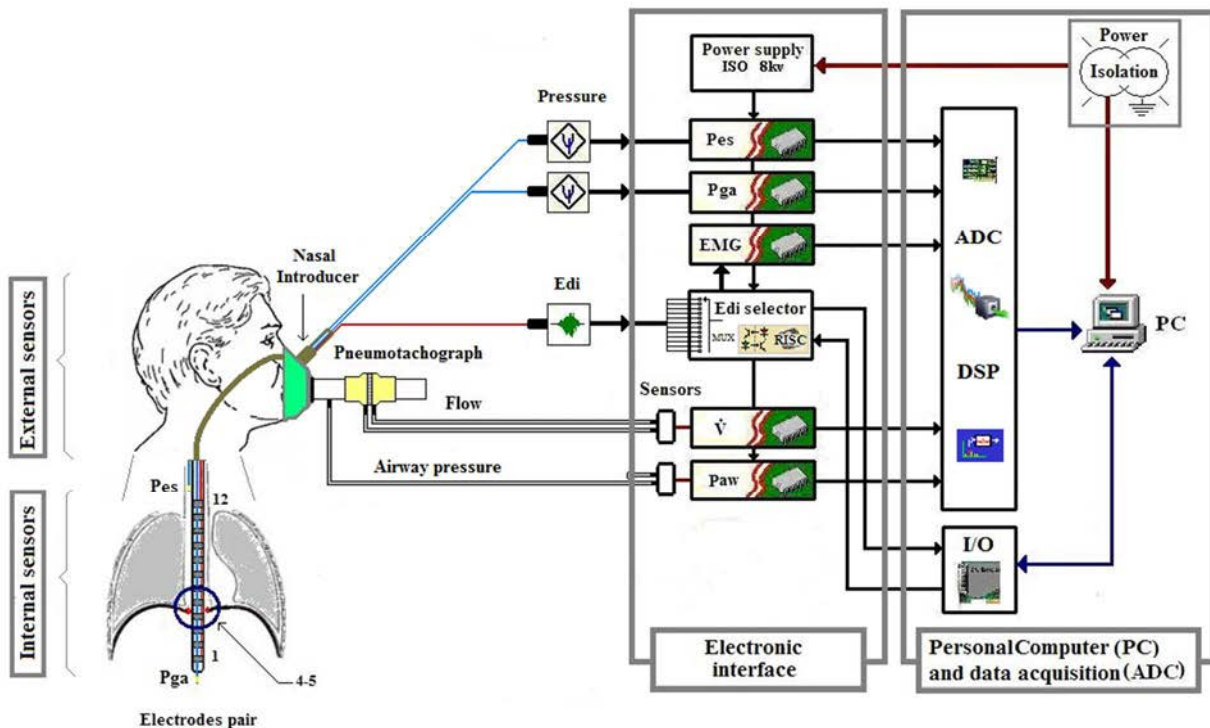 Power supply
ISO 8kv
Power
Isolation
Pressure
Pes
Pga
EMG
ADC
Nasal
Introducer
Edi
Edi selector
MUX
RISC
PC
Pneumotachograph
DSP
Flow
Sensors
V̇
Airway pressure
Paw
External sensors
Pes
12
I/O
Internal sensors
1
Pga
4-5
Electrodes pair
Electronic
interface
Personal Computer (PC)
and data acquisition (ADC)